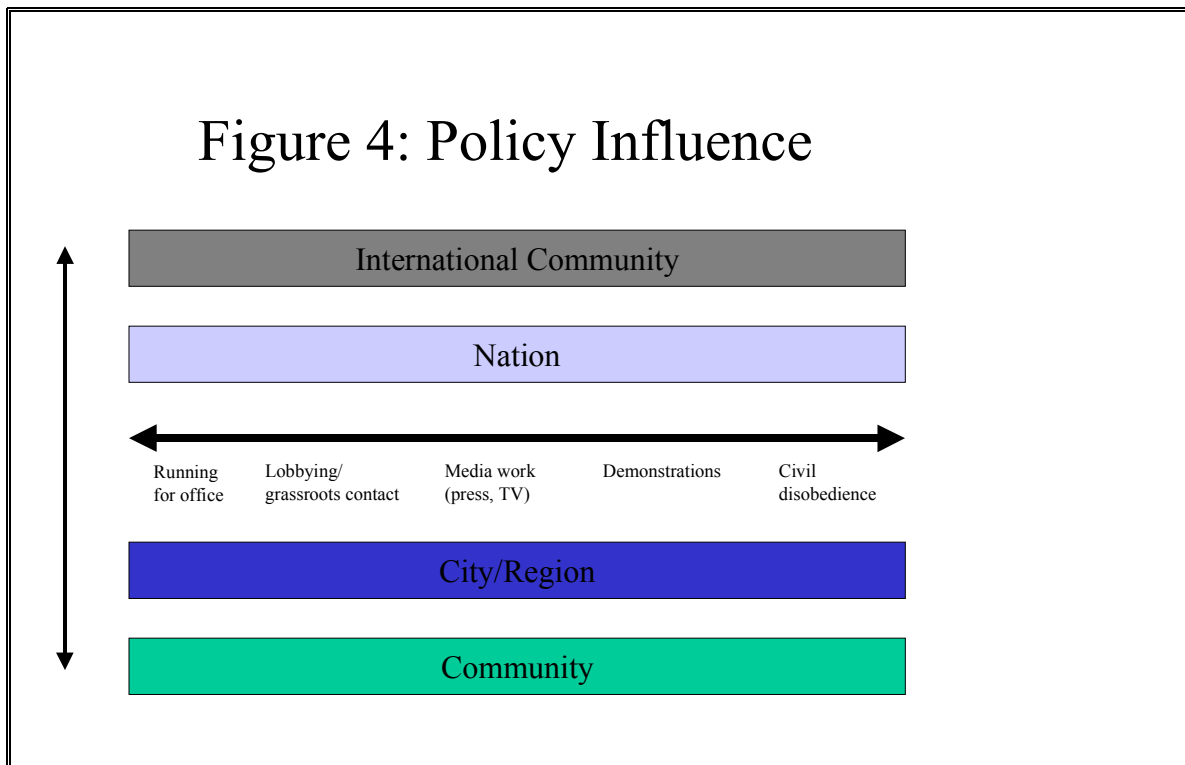 Figure 4: Policy Influence
International Community
Nation
Running
for office
Lobbying/
grassroots contact
Media work
(press, TV)
Demonstrations
Civil
disobedience
City/Region
Community